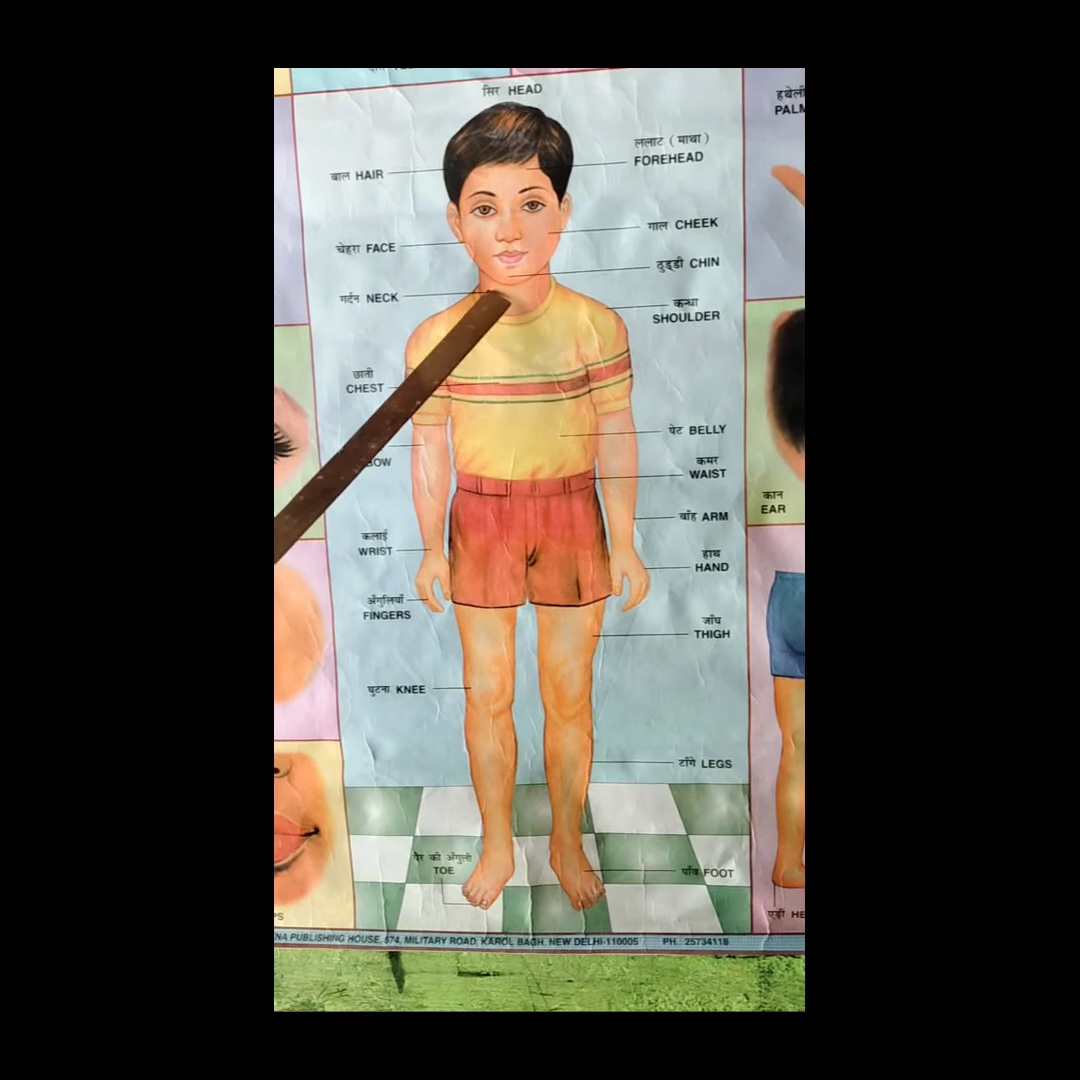 सिर HEAD
हथेली
PALM
ललाट ( माथा )
FOREHEAD
बाल HAIR
गाल CHEEK
चेहरा FACE
ठुड्डी CHIN
गर्दन NECK
कन्धा
SHOULDER
छाती
CHEST
पेट BELLY
कमर
WAIST
कान
EAR
बाँह ARM
कलाई
WRIST
हाथ
HAND
अँगुलियाँ
FINGERS
जाँघ
THIGH
घुटना KNEE
टाँगे LEGS
पैर की अँगुली
TOE
पाँव FOOT
एड़ी
PUBLISHING HOUSE, 874, MILITARY ROAD, KAROL BAGH, NEW DELHI-110005 PH. 25734118